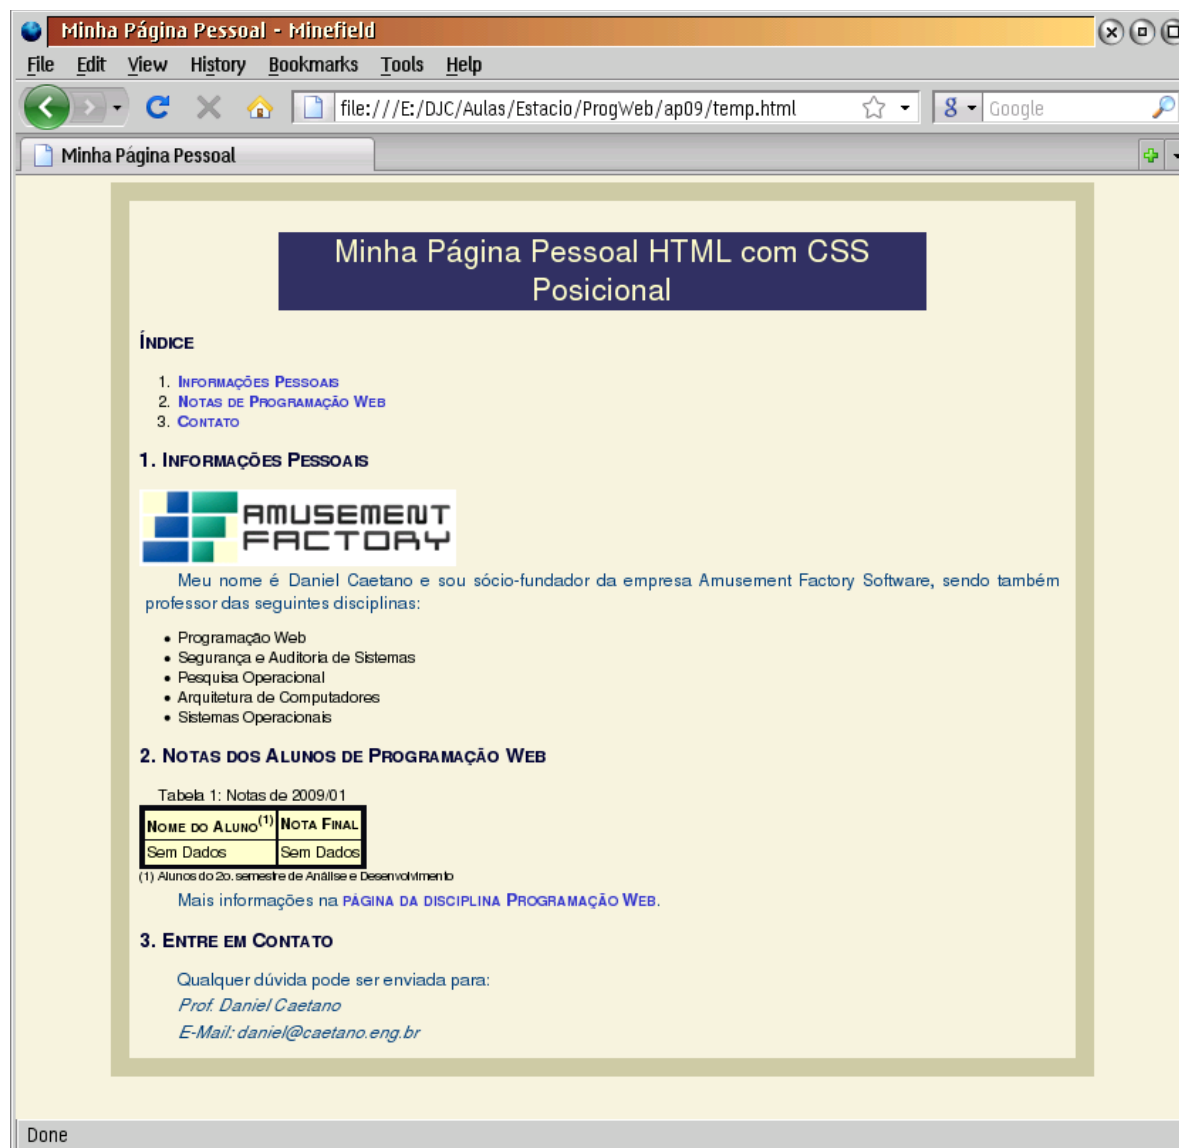 Minha Página Pessoal - Minefield
File Edit View History Bookmarks Tools Help
file:///E:/DJC/Aulas/Estacio/ProgWeb/ap09/temp.html
8 Google
Minha Página Pessoal
Minha Página Pessoal HTML com CSS
Posicional
Índice
1. Informações Pessoais
2. Notas de Programação Web
3. Contato
1. Informações Pessoais
AMUSEMENT
FACTORY
Meu nome é Daniel Caetano e sou sócio-fundador da empresa Amusement Factory Software, sendo também
professor das seguintes disciplinas:
• Programação Web
• Segurança e Auditoria de Sistemas
• Pesquisa Operacional
• Arquitetura de Computadores
• Sistemas Operacionais
2. Notas dos Alunos de Programação Web
Tabela 1: Notas de 2009/01
Nome do Aluno(1) Nota Final
Sem Dados Sem Dados
(1) Alunos do 2o. semestre de Análise e Desenvolvimento
Mais informações na página da disciplina Programação Web.
3. Entre em Contato
Qualquer dúvida pode ser enviada para:
Prof. Daniel Caetano
E-Mail: daniel@caetano.eng.br
Done